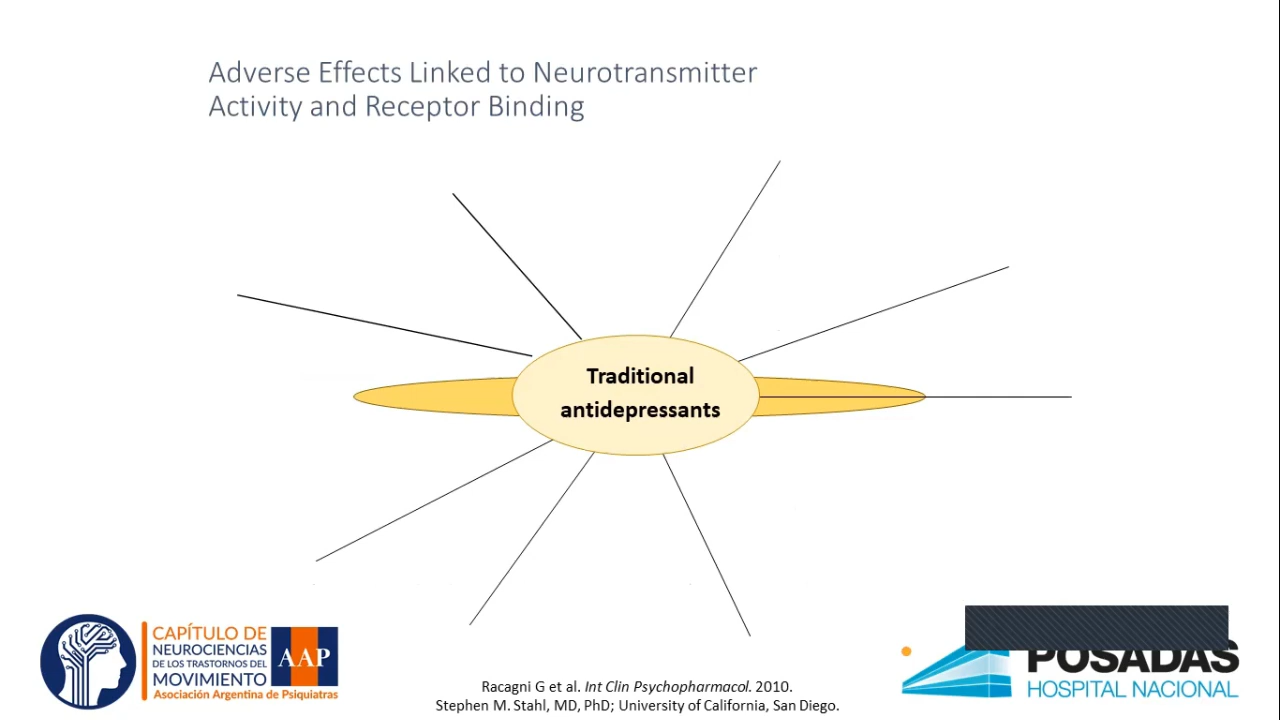 Adverse Effects Linked to Neurotransmitter
Activity and Receptor Binding
Traditional
antidepressants
CAPÍTULO DE
NEUROCIENCIAS
DE LOS TRASTORNOS DEL
MOVIMIENTO
Asociación Argentina de Psiquiatras
AAP
Racagni G et al. Int Clin Psychopharmacol. 2010.
Stephen M. Stahl, MD, PhD; University of California, San Diego.
POSADAS
HOSPITAL NACIONAL